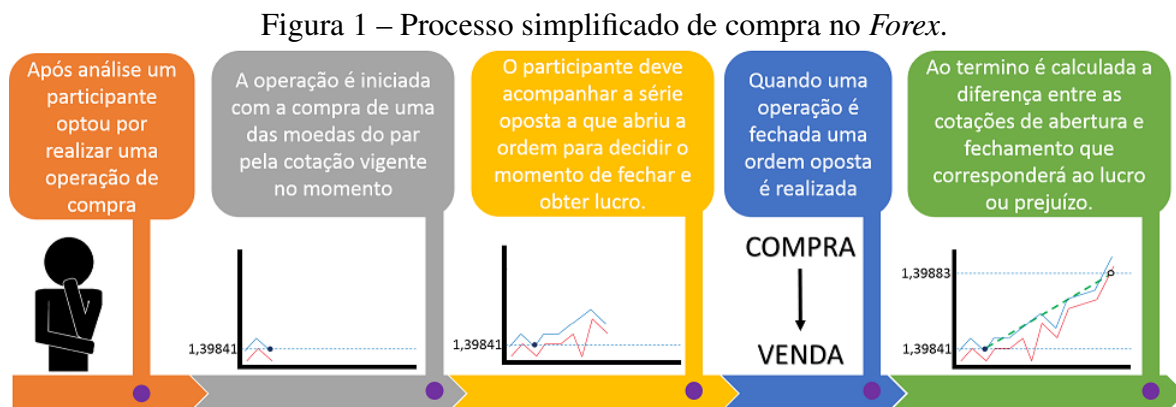 Figura 1 – Processo simplificado de compra no Forex.
Após análise um
participante
optou por
realizar uma
operação de
compra
A operação é iniciada
com a compra de uma
das moedas do par
pela cotação vigente
no momento
O participante deve
acompanhar a série
oposta a que abriu a
ordem para decidir o
momento de fechar e
obter lucro.
Quando uma
operação é
fechada uma
ordem oposta
é realizada
Ao termino é calculada a
diferença entre as
cotações de abertura e
fechamento que
corresponderá ao lucro
ou prejuízo.
1,39841
1,39841
COMPRA
VENDA
1,39883
1,39841